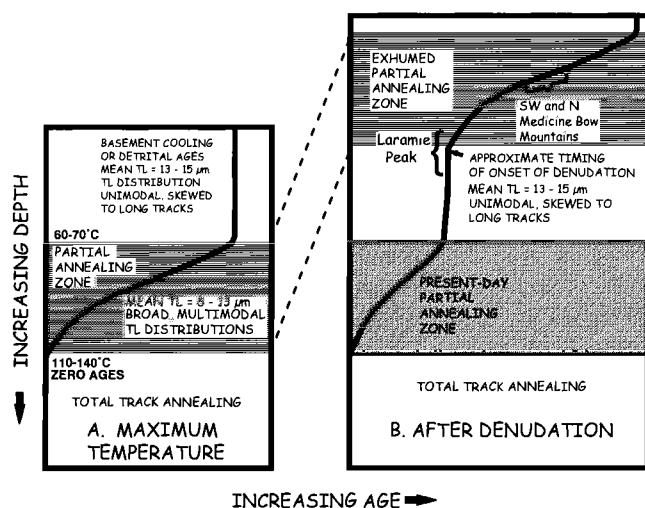 INCREASING DEPTH
BASEMENT COOLING
OR DETRITAL AGES
MEAN TL = 13 - 15 µm
TL DISTRIBUTION
UNIMODAL, SKEWED
TO LONG TRACKS
60-70°C
PARTIAL
ANNEALING
ZONE
MEAN TL = 8 - 13 µm
BROAD, MULTIMODAL
TL DISTRIBUTIONS
110-140°C
ZERO AGES
TOTAL TRACK ANNEALING
A. MAXIMUM
TEMPERATURE
EXHUMED
PARTIAL
ANNEALING
ZONE
SW and N
Medicine Bow
Mountains
Laramie
Peak
APPROXIMATE TIMING
OF ONSET OF DENUDATION
MEAN TL = 13 - 15 µm
UNIMODAL, SKEWED TO
LONG TRACKS
PRESENT-DAY
PARTIAL
ANNEALING
ZONE
TOTAL TRACK ANNEALING
B. AFTER DENUDATION
INCREASING AGE